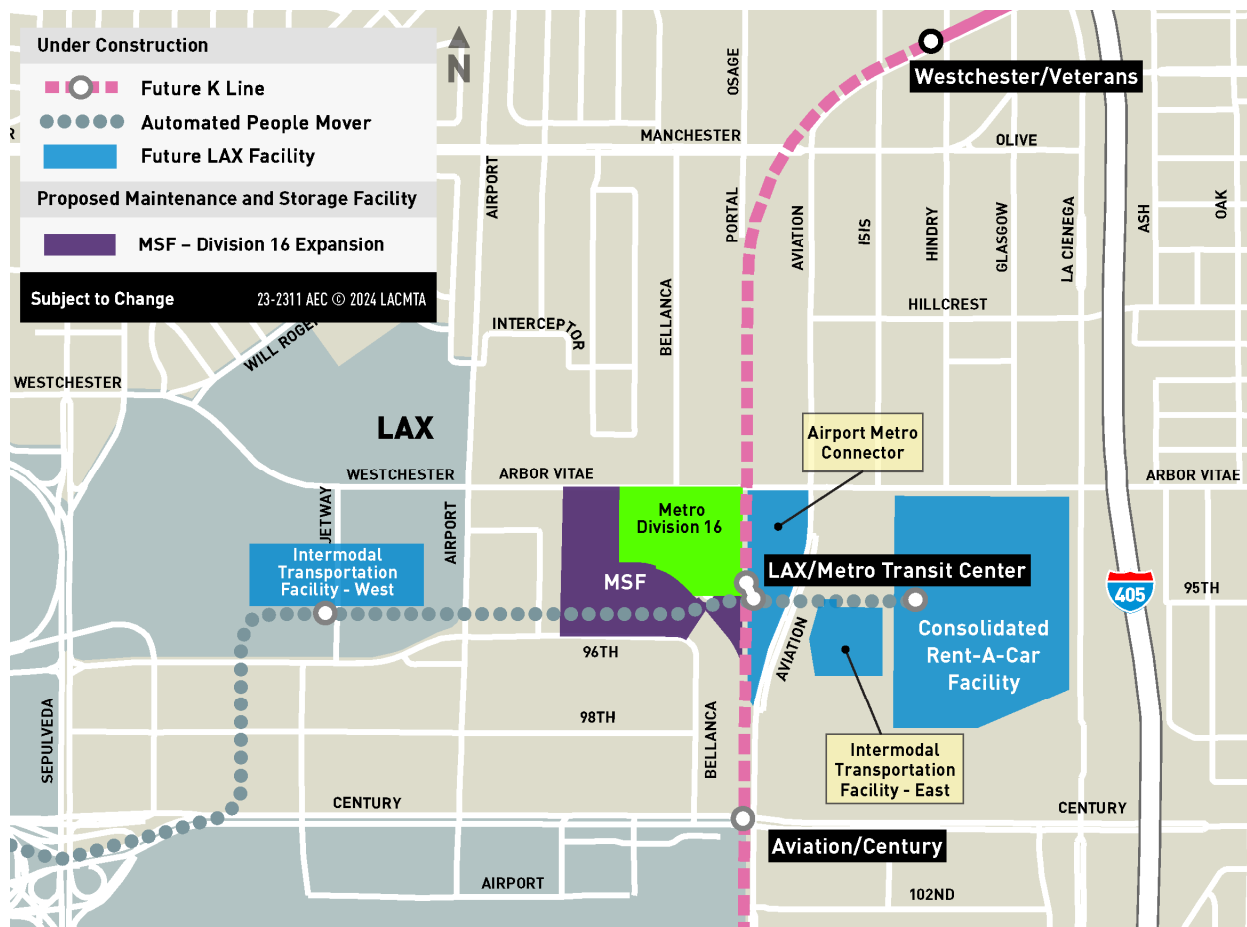 Under Construction
Future K Line
Automated People Mover
Future LAX Facility
Proposed Maintenance and Storage Facility
MSF – Division 16 Expansion
Subject to Change
23-2311 AEC © 2024 LACMTA
N
R
OSAGE
Westchester/Veterans
MANCHESTER
OLIVE
AIRPORT
PORTAL
AVIATION
ISIS
HINDRY
GLASGOW
LA CIENEGA
ASH
OAK
HILLCREST
BELLANCA
INTERCEPTOR
WILL ROGER
WESTCHESTER
LAX
Airport Metro
Connector
WESTCHESTER
ARBOR VITAE
ARBOR VITAE
JETWAY
AIRPORT
Metro
Division 16
Intermodal
Transportation
Facility - West
MSF
LAX/Metro Transit Center
405
95TH
96TH
AVIATION
Consolidated
Rent-A-Car
Facility
98TH
SEPULVEDA
BELLANCA
Intermodal
Transportation
Facility - East
CENTURY
CENTURY
Aviation/Century
AIRPORT
102ND